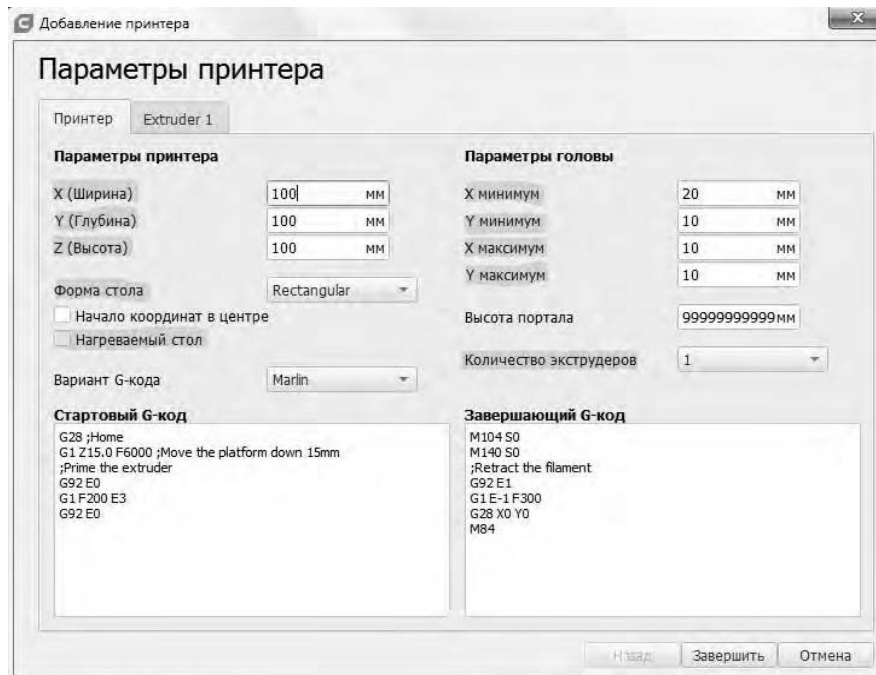 Добавление принтера
Параметры принтера
Принтер
Extruder 1
Параметры принтера
X (Ширина) 100 мм
Y (Глубина) 100 мм
Z (Высота) 100 мм
Форма стола Rectangular
Начало координат в центре
Нагреваемый стол
Вариант G-кода Marlin
Параметры головы
X минимум 20 мм
Y минимум 10 мм
X максимум 10 мм
Y максимум 10 мм
Высота портала 99999999999мм
Количество экструдеров 1
Стартовый G-код
G28 ;Home
G1 Z15.0 F6000 ;Move the platform down 15mm
;Prime the extruder
G92 E0
G1 F200 E3
G92 E0
Завершающий G-код
M104 S0
M140 S0
;Retract the filament
G92 E1
G1 E-1 F300
G28 X0 Y0
M84
Назад Завершить Отмена